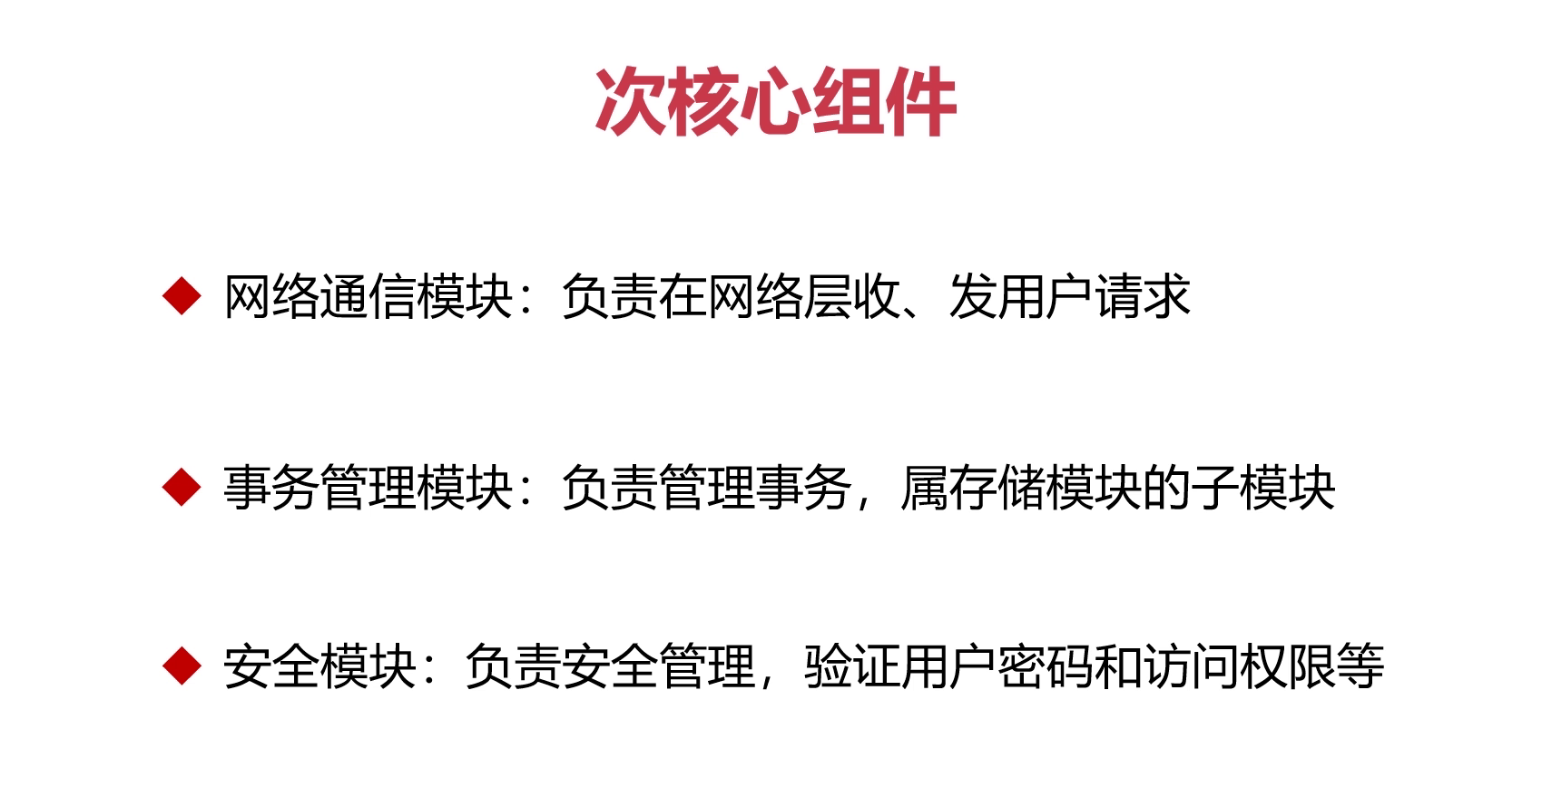 次核心组件
网络通信模块：负责在网络层收、发用户请求
事务管理模块：负责管理事务，属存储模块的子模块
安全模块：负责安全管理，验证用户密码和访问权限等